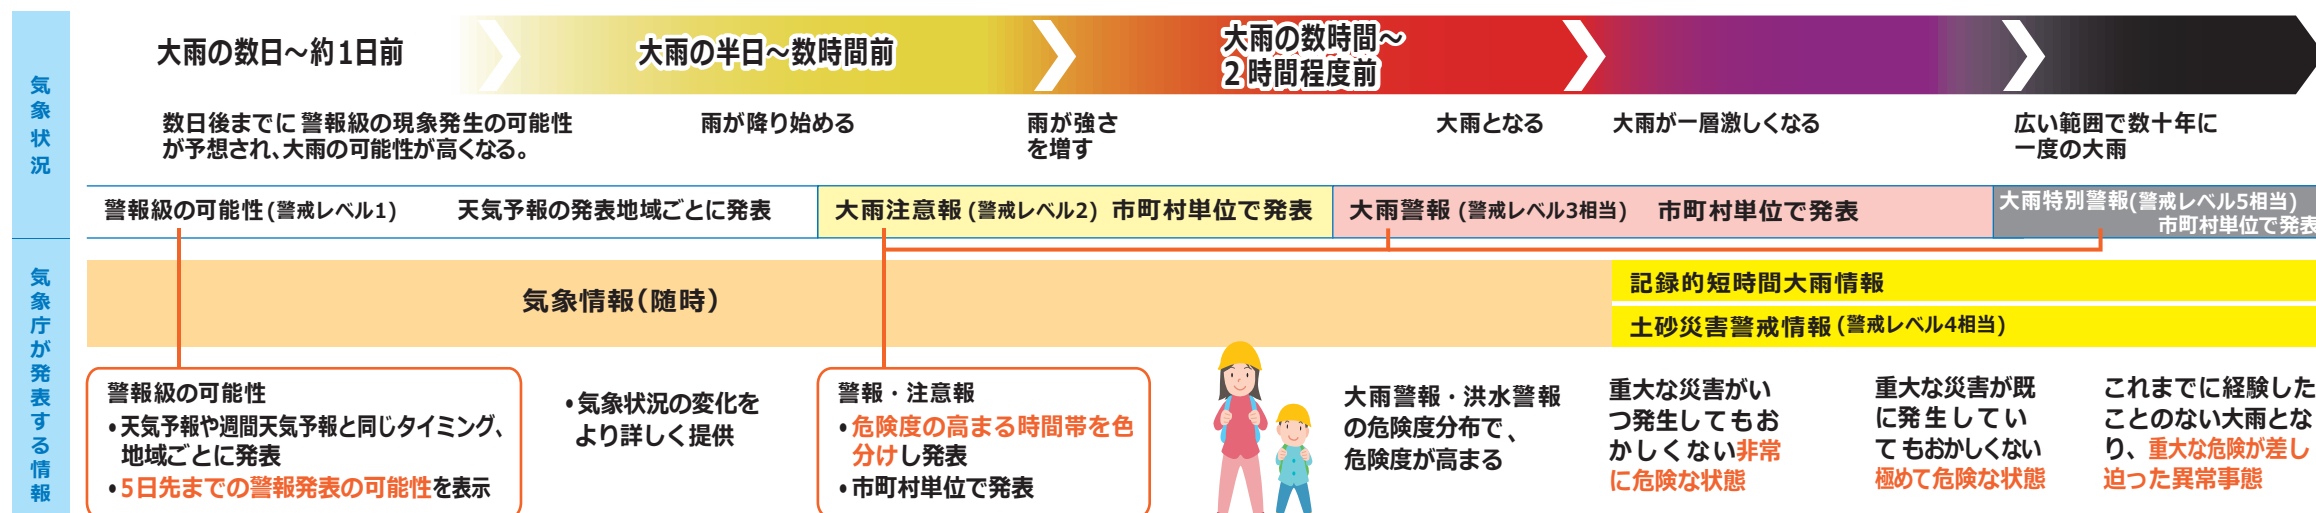 気象状況
大雨の数日～約1日前
大雨の半日～数時間前
大雨の数時間～
2時間程度前
数日後までに 警報級の現象発生の可能性
が予想され、大雨の可能性が高くなる。
雨が降り始める
雨が強さ
を増す
大雨となる
大雨が一層激しくなる
広い範囲で数十年に
一度の大雨
気象庁が発表する情報
警報級の可能性(警戒レベル1)
天気予報の発表地域ごとに発表
大雨注意報(警戒レベル2) 市町村単位で発表
大雨警報(警戒レベル3相当) 市町村単位で発表
大雨特別警報(警戒レベル5相当)
市町村単位で発表
気象情報(随時)
記録的短時間大雨情報
土砂災害警戒情報(警戒レベル4相当)
警報級の可能性
•天気予報や週間天気予報と同じタイミング、
地域ごとに発表
•5日先までの警報発表の可能性を表示
•気象状況の変化を
より詳しく提供
警報・注意報
•危険度の高まる時間帯を色
分けし発表
•市町村単位で発表
大雨警報・洪水警報
の危険度分布で、
危険度が高まる
重大な災害がい
つ発生してもお
かしくない非常
に危険な状態
重大な災害が既
に発生してい
てもおかしくない
極めて危険な状態
これまでに経験した
ことのない大雨とな
り、重大な危険が差し
迫った異常事態